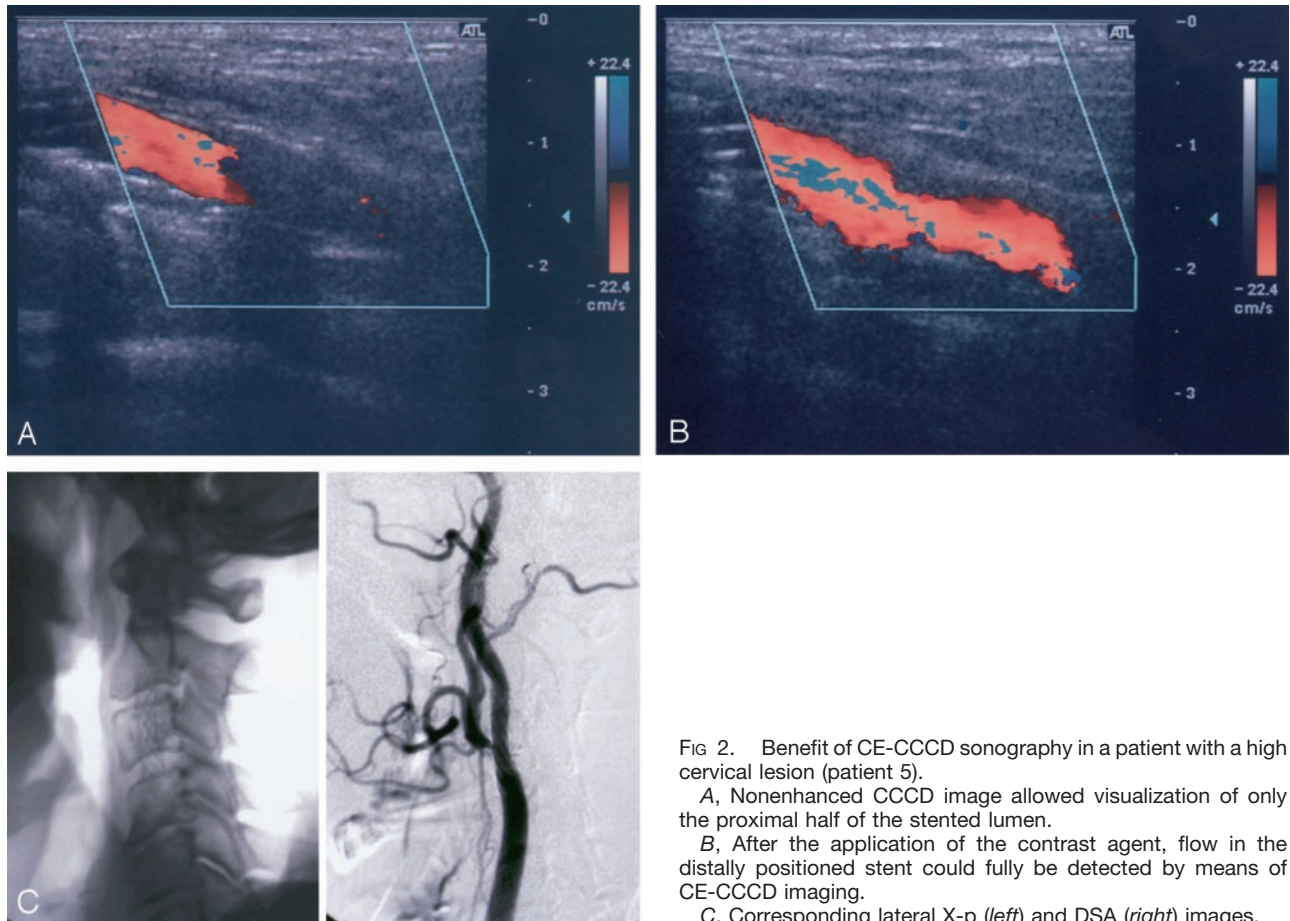 ATL
-0
+ 22.4
-1
-2
- 22.4
cm/s
-3
A
ATL
-0
+ 22.4
- 1
- 2
- 22.4
cm/s
- 3
B
C
FIG 2. Benefit of CE-CCCD sonography in a patient with a high
cervical lesion (patient 5).
A, Nonenhanced CCCD image allowed visualization of only
the proximal half of the stented lumen.
B, After the application of the contrast agent, flow in the
distally positioned stent could fully be detected by means of
CE-CCCD imaging.
C, Corresponding lateral X-p (left) and DSA (right) images.